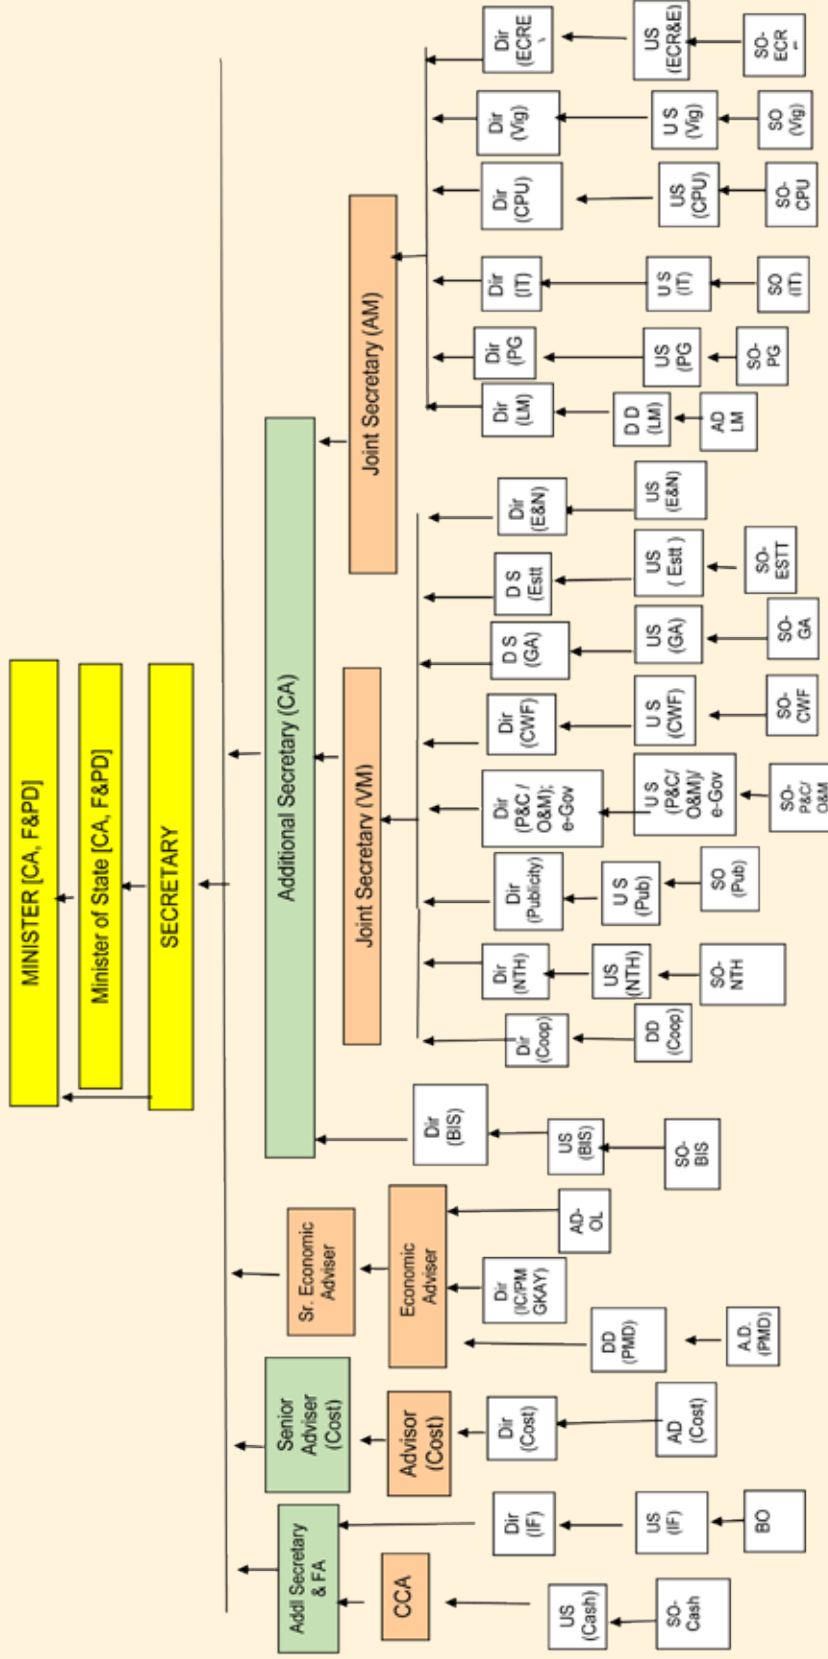 MINISTER [CA, F&PD]
Minister of State [CA, F&PD]
SECRETARY
Addl Secretary
& FA
CCA
US
(Cash)
SO-
Cash
Dir
(IF)
US
(IF)
BO
Senior
Adviser
(Cost)
Advisor
(Cost)
Dir
(Cost)
AD
(Cost)
Sr. Economic
Adviser
Economic
Adviser
DD
(PMD)
A.D.
(PMD)
Dir
(IC/PM
GKAY)
AD-
OL
Additional Secretary (CA)
Dir
(BIS)
US
(BIS)
SO-
BIS
Joint Secretary (VM)
Dir
(Coop)
DD
(Coop)
Dir
(NTH)
US
(NTH)
SO-
NTH
Dir
(Publicity)
U S
(Pub)
SO
(Pub)
Dir
(P&C /
O&M);
e-Gov
U S
(P&C/
O&M)/
e-Gov
SO-
P&C/
O&M
Dir
(CWF)
U S
(CWF)
SO-
CWF
D S
(GA)
US
(GA)
SO-
GA
D S
(Estt
US
( Estt )
SO-
ESTT
Dir
(E&N)
US
(E&N)
Joint Secretary (AM)
Dir
(LM)
D D
(LM)
AD
LM
Dir
(PG
US
(PG
SO-
PG
Dir
(IT)
U S
(IT)
SO
(IT)
Dir
(CPU)
US
(CPU)
SO-
CPU
Dir
(Vig)
U S
(Vig)
SO
(Vig)
Dir
(ECRE
US
(ECR&E)
SO-
ECR